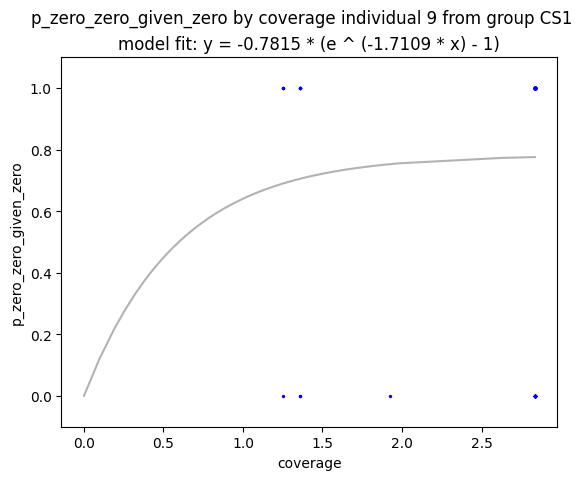 p_zero_zero_given_zero by coverage individual 9 from group CS1
model fit: y = -0.7815 * (e ^ (-1.7109 * x) - 1)
1.0
0.8
0.6
0.4
0.2
0.0
p_zero_zero_given_zero
0.0 0.5 1.0 1.5 2.0 2.5
coverage